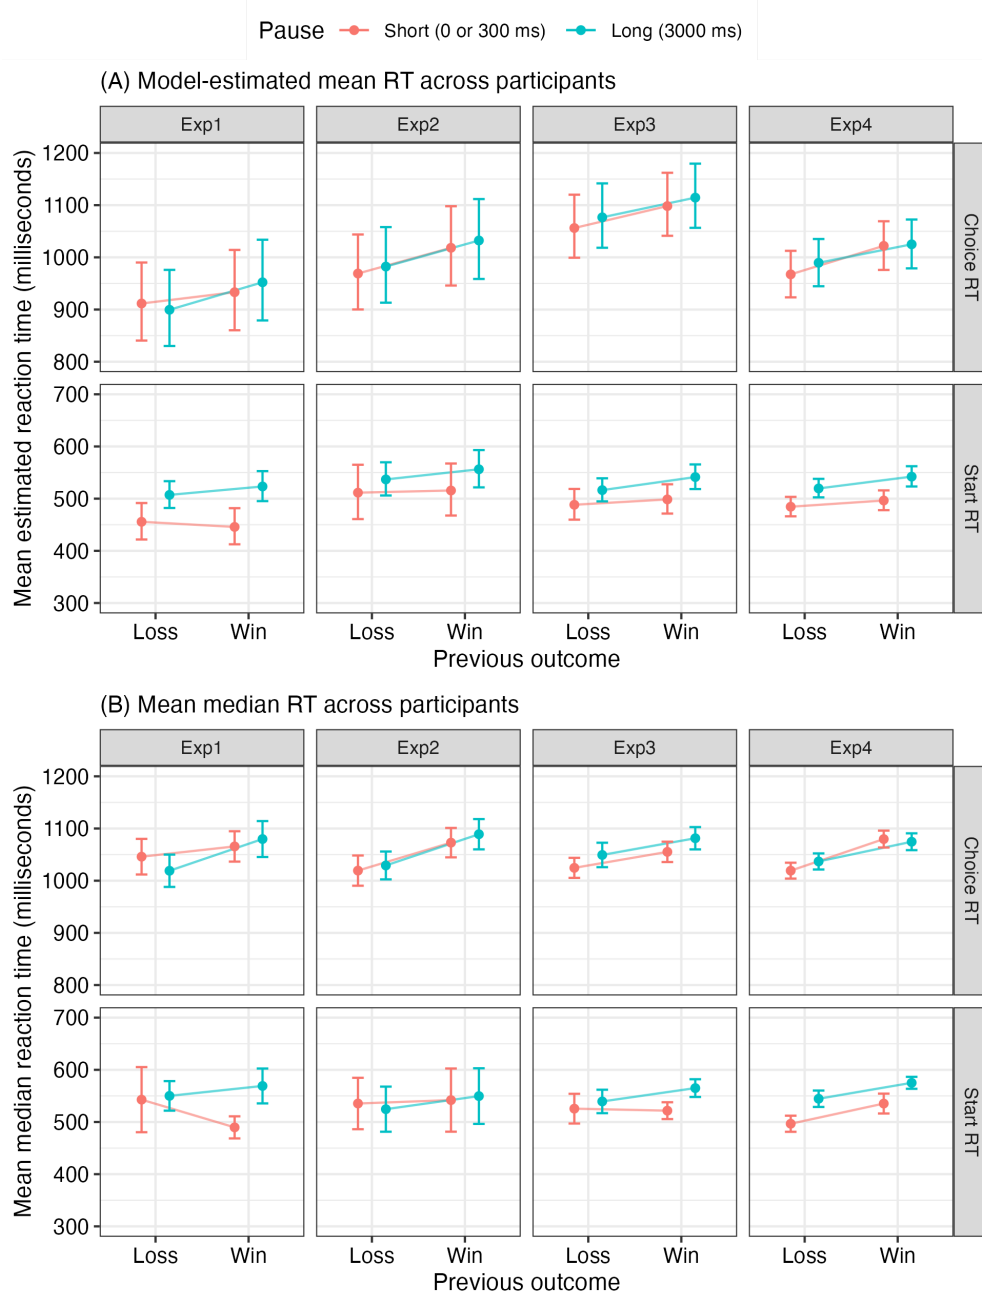 Pause Short (0 or 300 ms) Long (3000 ms)
(A) Model-estimated mean RT across participants
Exp1 Exp2 Exp3 Exp4
Mean estimated reaction time (milliseconds)
1200
1100
1000
900
800
Choice RT
700
600
500
400
300
Start RT
Loss Win Loss Win Loss Win Loss Win
Previous outcome
(B) Mean median RT across participants
Exp1 Exp2 Exp3 Exp4
Mean median reaction time (milliseconds)
1200
1100
1000
900
800
Choice RT
700
600
500
400
300
Start RT
Loss Win Loss Win Loss Win Loss Win
Previous outcome